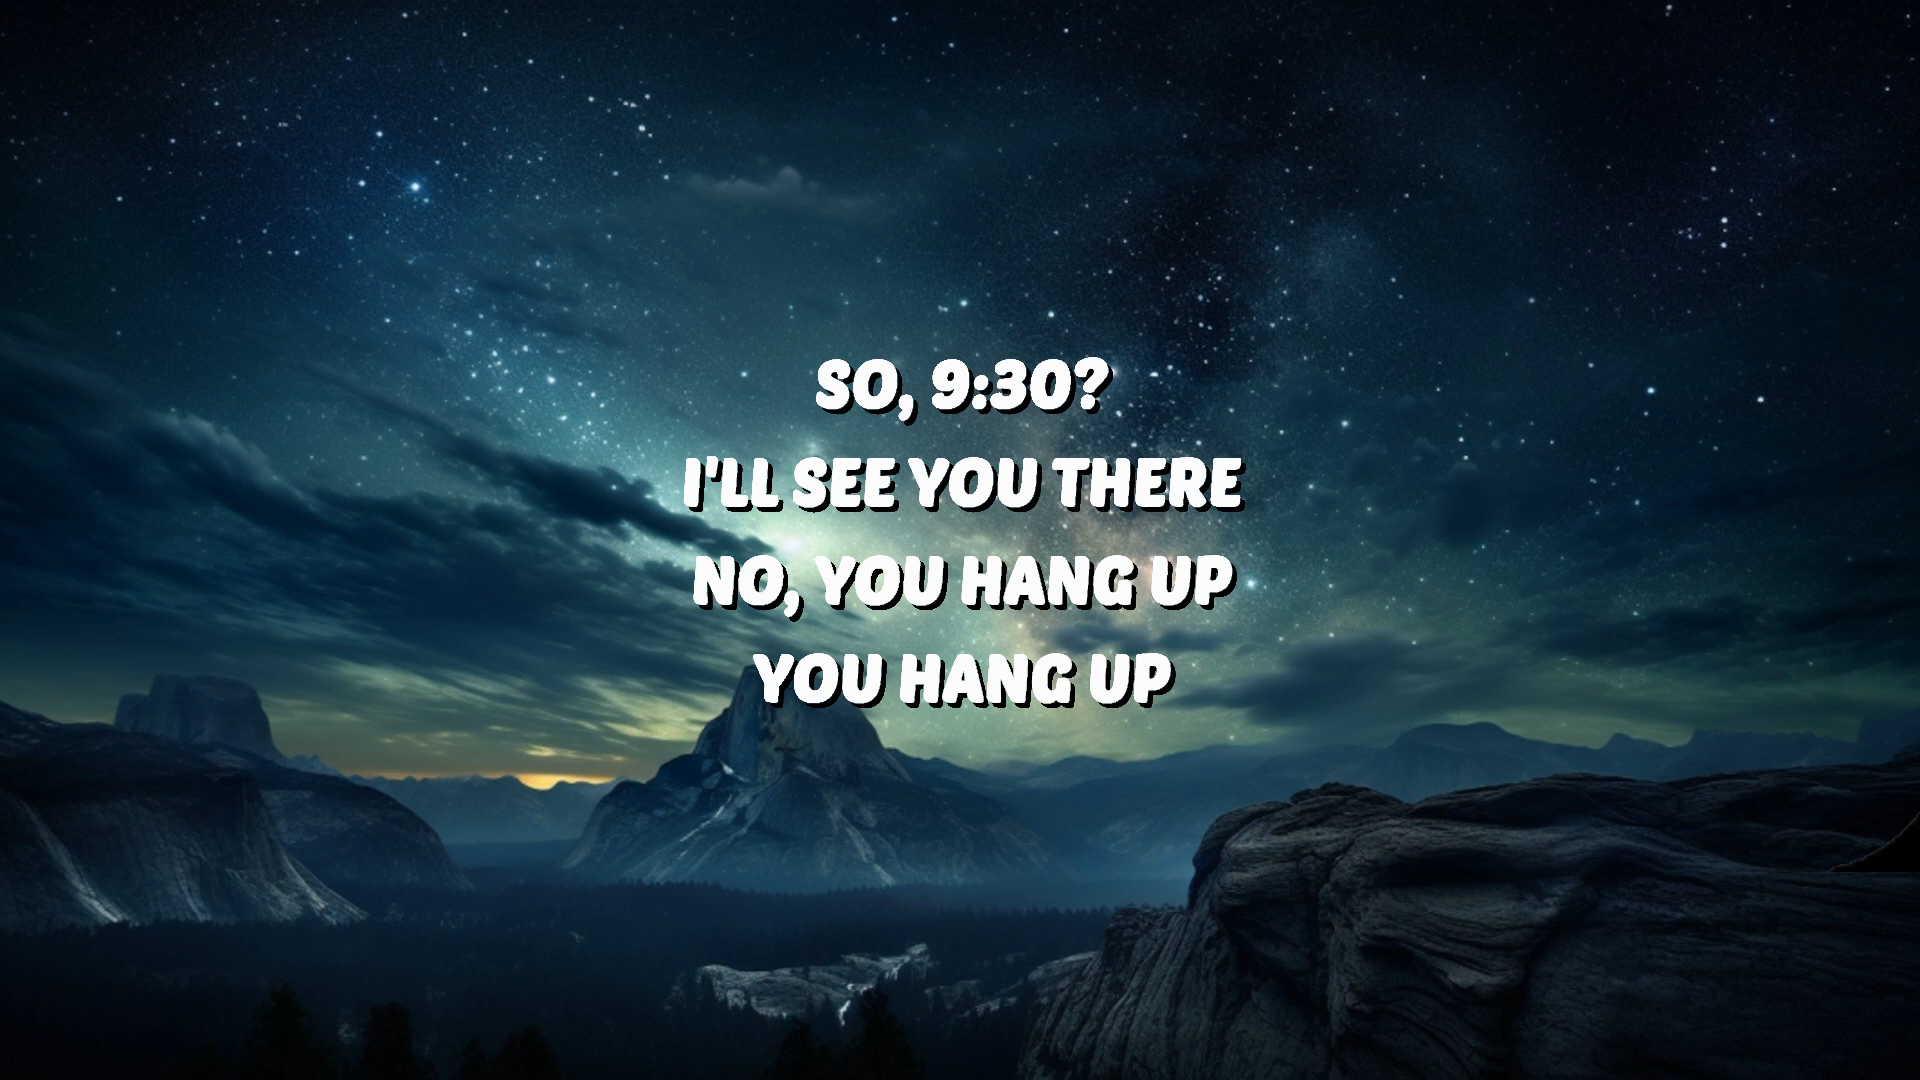 SO, 9:30?
I'LL SEE YOU THERE
NO, YOU HANG UP
YOU HANG UP